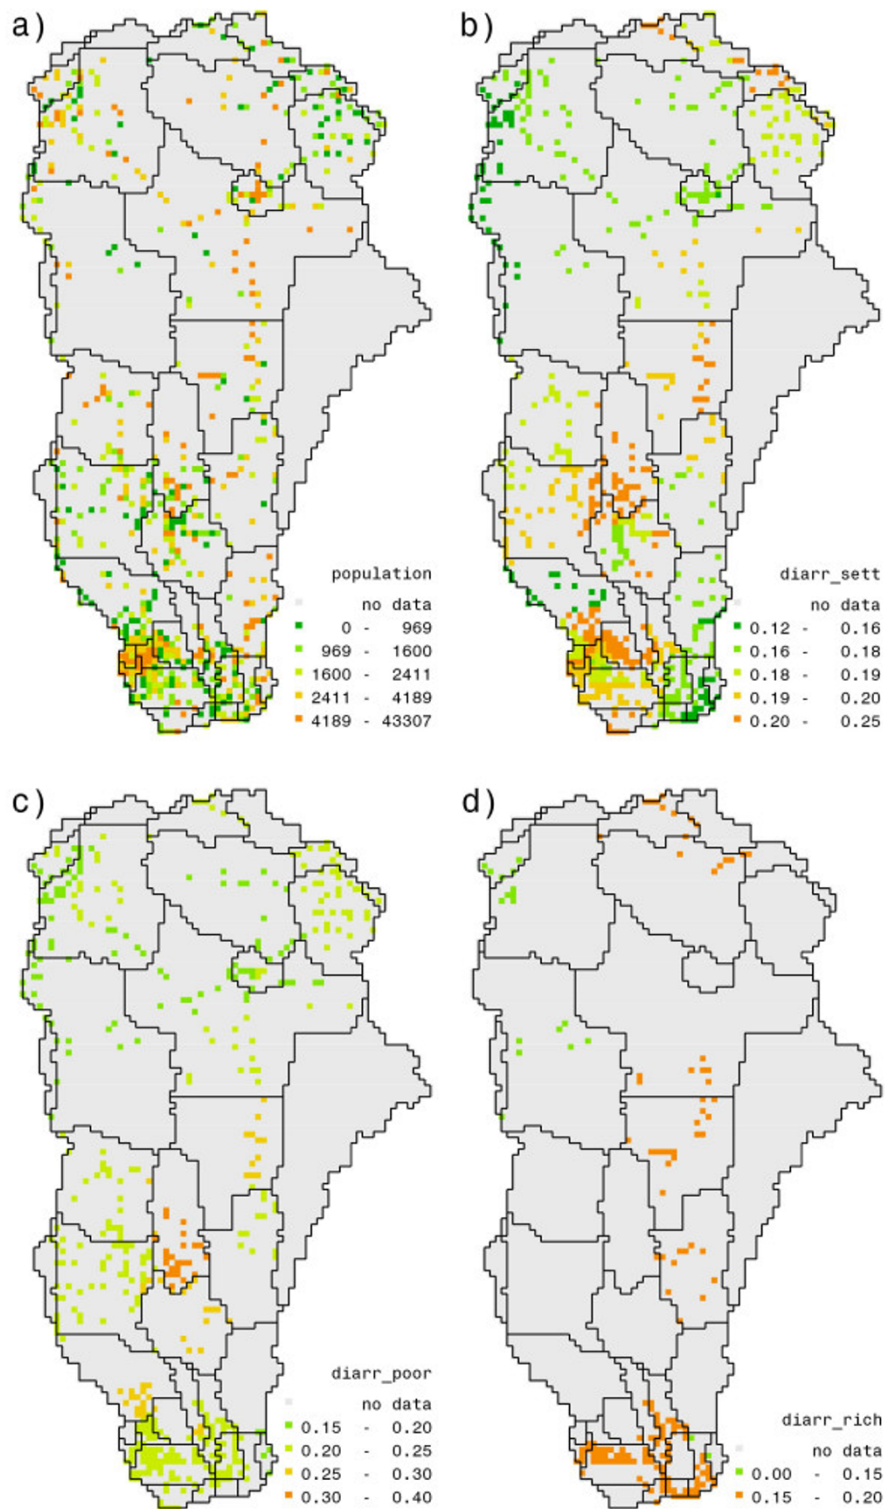 a)
b)
population
no data
0 - 969
969 - 1600
1600 - 2411
2411 - 4189
4189 - 43307
diarr_sett
no data
0.12 - 0.16
0.16 - 0.18
0.18 - 0.19
0.19 - 0.20
0.20 - 0.25
c)
d)
diarr_poor
no data
0.15 - 0.20
0.20 - 0.25
0.25 - 0.30
0.30 - 0.40
diarr_rich
no data
0.00 - 0.15
0.15 - 0.20